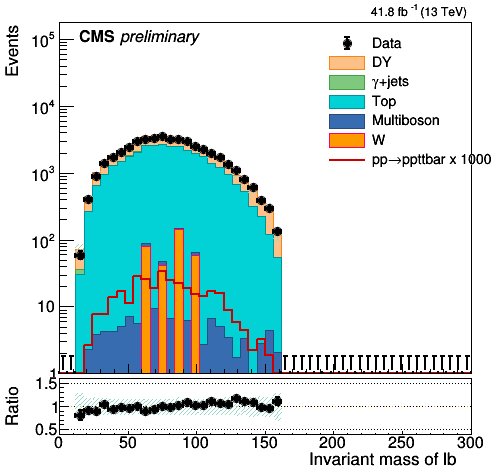 41.8 fb⁻¹ (13 TeV)
CMS preliminary
Events
10⁵
10⁴
10³
10²
10
1
Data
DY
γ+jets
Top
Multiboson
W
pp→ppttbar x 1000
Ratio
1.5
1
0.5
0 50 100 150 200 250 300
Invariant mass of lb